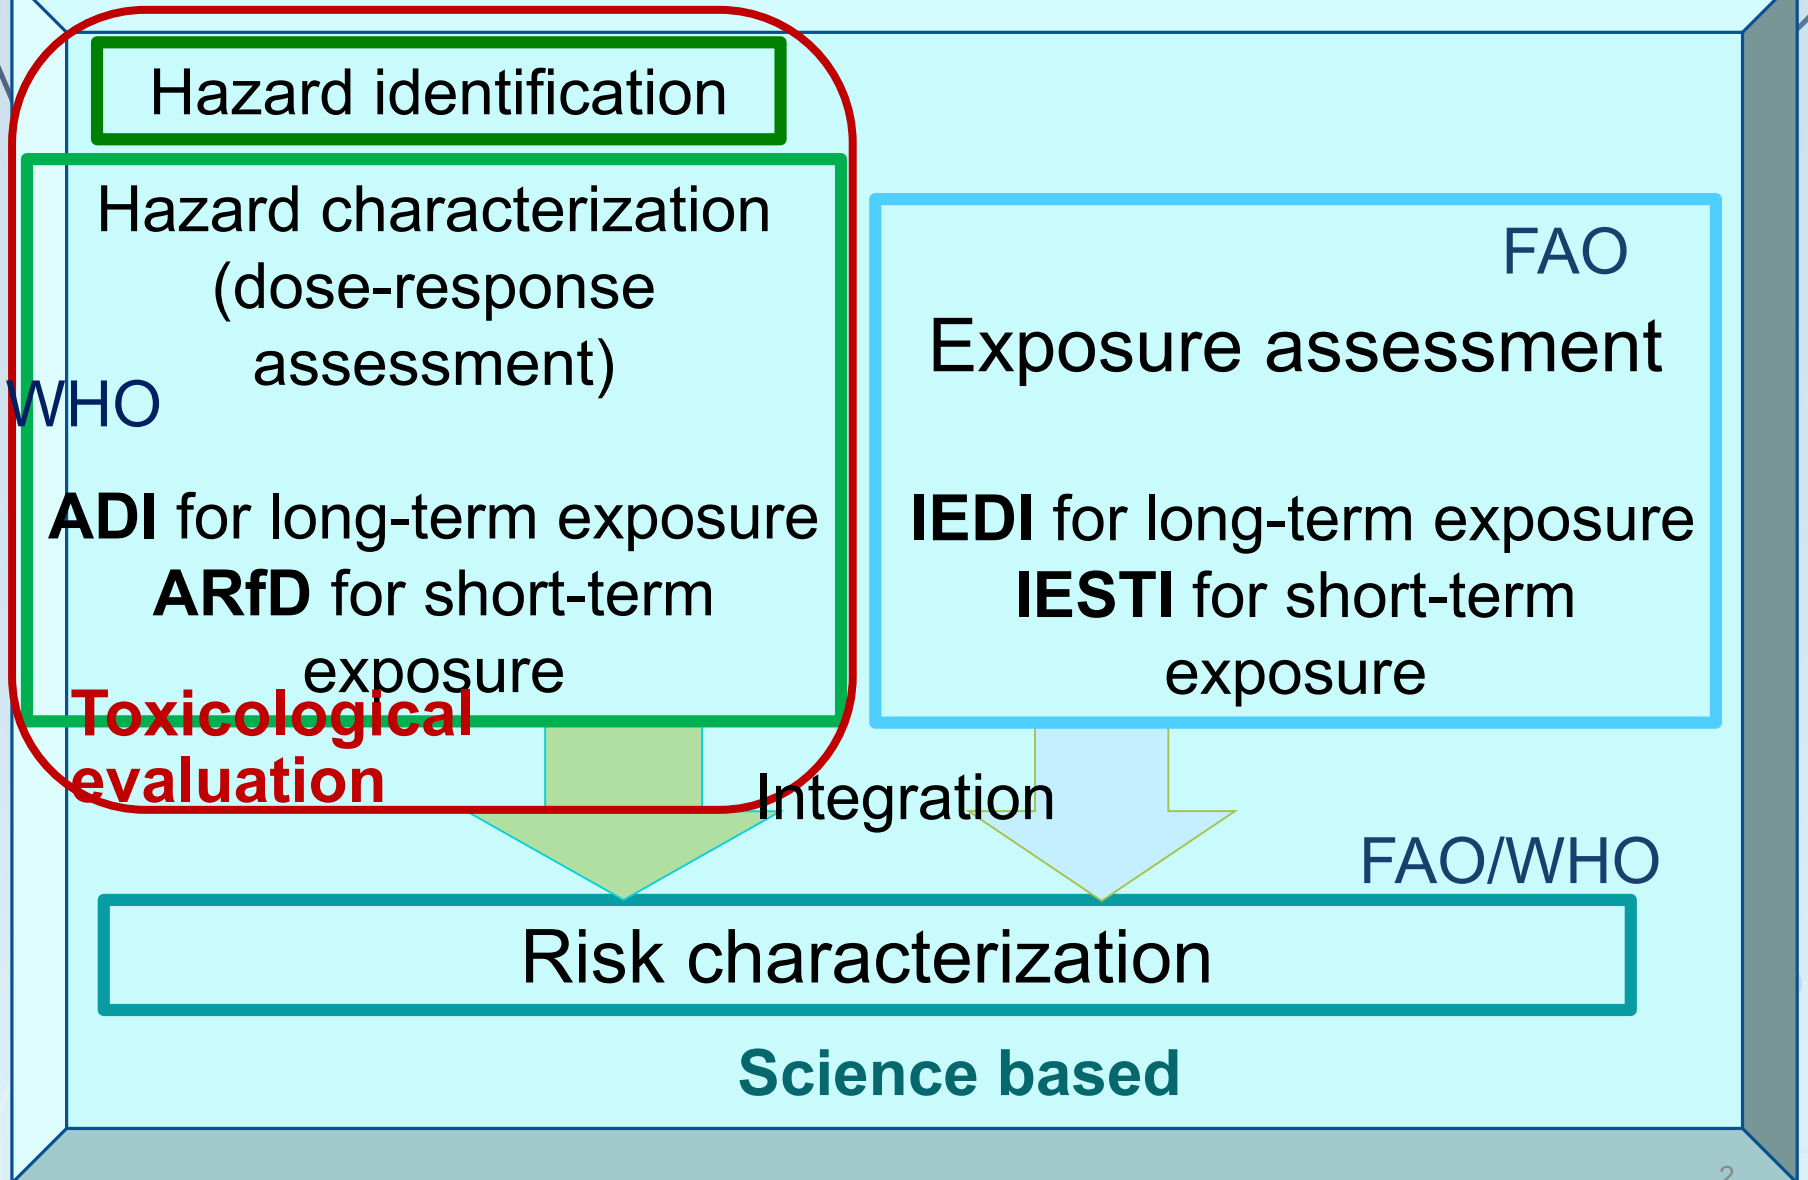 Hazard identification
Hazard characterization
(dose-response
assessment)
WHO
ADI for long-term exposure
ARfD for short-term
exposure
Toxicological
evaluation
FAO
Exposure assessment
IEDI for long-term exposure
IESTI for short-term
exposure
Integration
FAO/WHO
Risk characterization
Science based
2